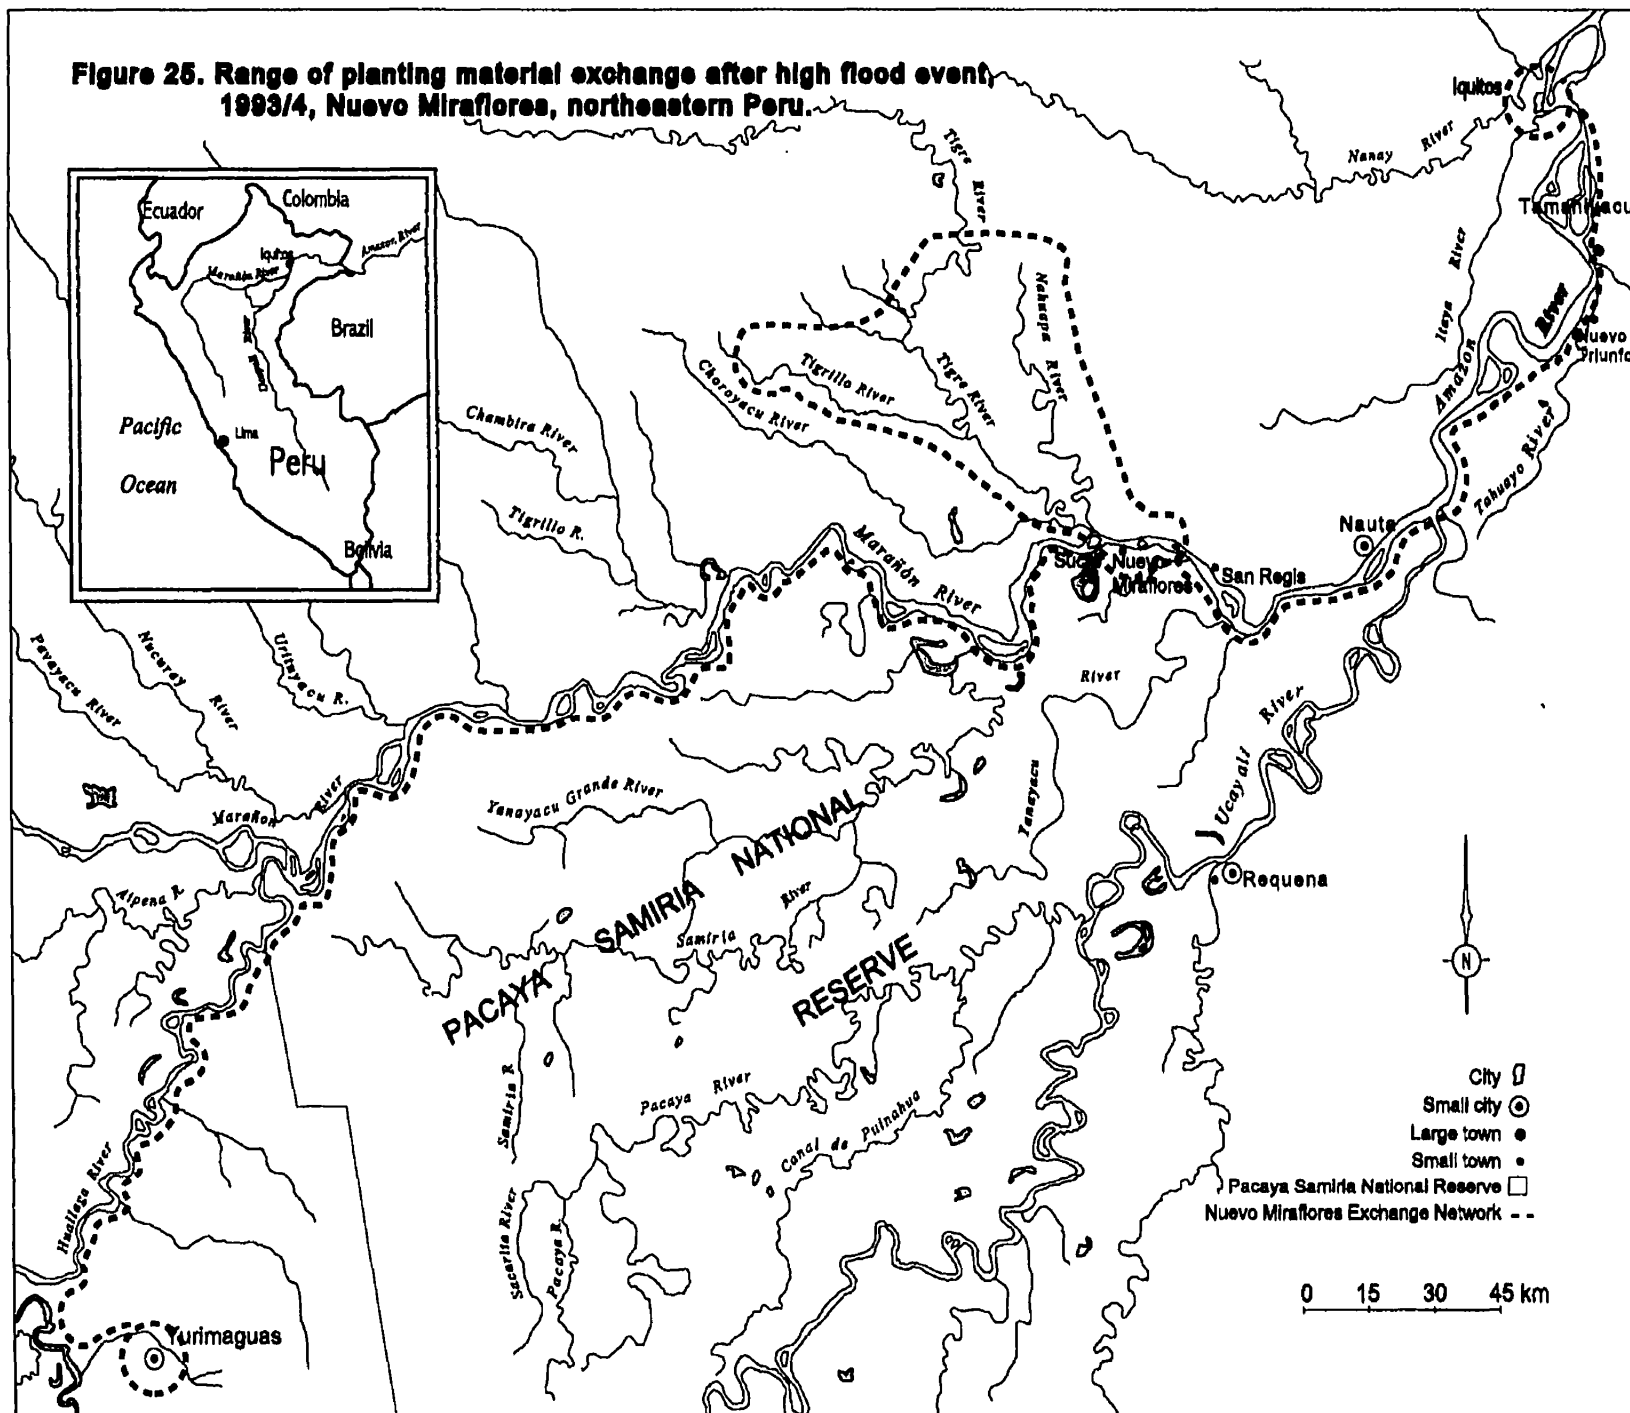 Figure 25. Range of planting material exchange after high flood event,
1993/4, Nuevo Miraflores, northeastern Peru.
Ecuador
Colombia
Iquitos
Amazon River
Marañón River
Brazil
Ucayali River
Pacific
Ocean
Lima
Peru
Bolivia
Iquitos
Nanay River
Tigre River
Itaya River
Nahuapa River
Amazon River
Nuevo
Triunfo
Tahuayo River
Tigrillo River
Tigre River
Choroyacu River
Chambira River
Tigrillo R.
Marañón River
Nuevo
Miraflores
San Regis
Nauta
Pavayacu River
Nucuray River
Urituyacu R.
Marañon River
Yanayacu Grande River
Yanayacu River
Ucayali River
Requena
Aipena R.
PACAYA SAMIRIA NATIONAL
RESERVE
Samiria River
Samiria R
Pacaya River
Canal de Puinahua
Sacarita River
Pacaya R.
Huallaga River
Yurimaguas
N
City
Small city
Large town
Small town
Pacaya Samiria National Reserve
Nuevo Miraflores Exchange Network
0 15 30 45 km